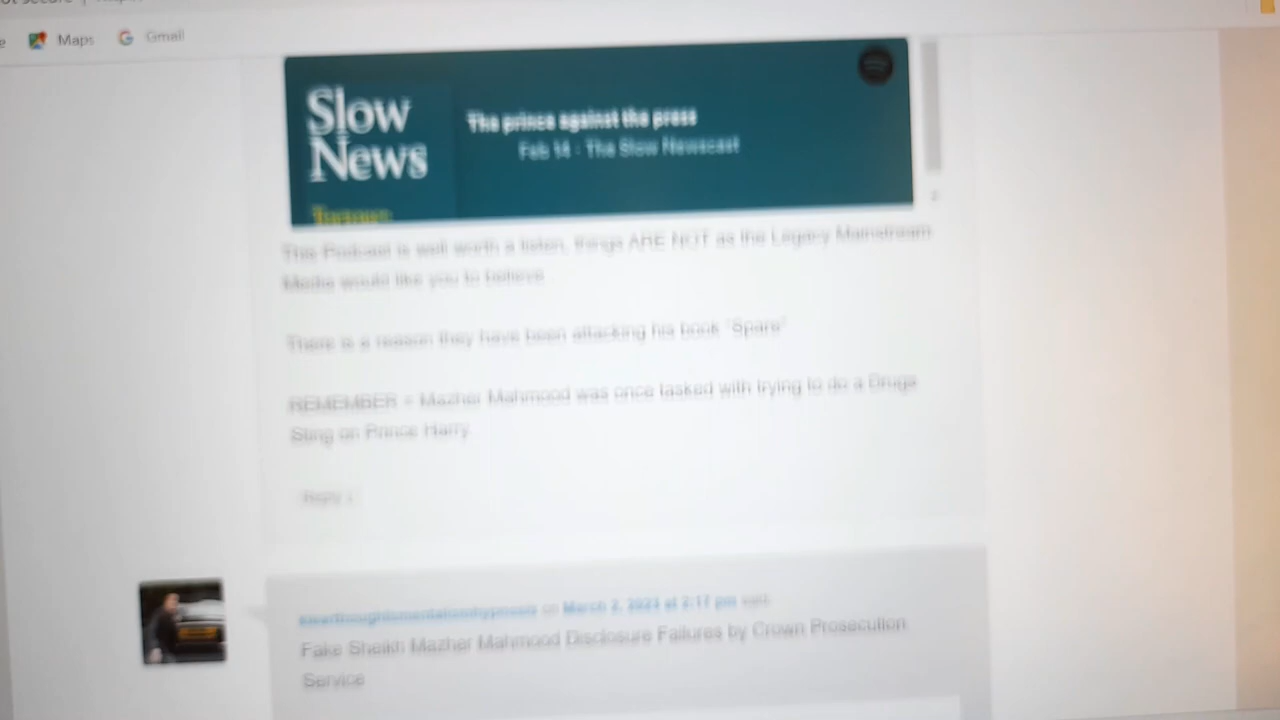 Maps Gmail
Slow
News
The prince against the press
Feb 14 · The Slow Newscast
Tortoise
This Podcast is well worth a listen, things ARE NOT as the Legacy Mainstream
Media would like you to believe
There is a reason they have been attacking his book "Spare"
REMEMBER = Mazher Mahmood was once tasked with trying to do a Drugs
Sting on Prince Harry
Reply ↓
on March 2, 2023 at 2:17 pm said:
Fake Sheikh Mazher Mahmood Disclosure Failures by Crown Prosecution
Service